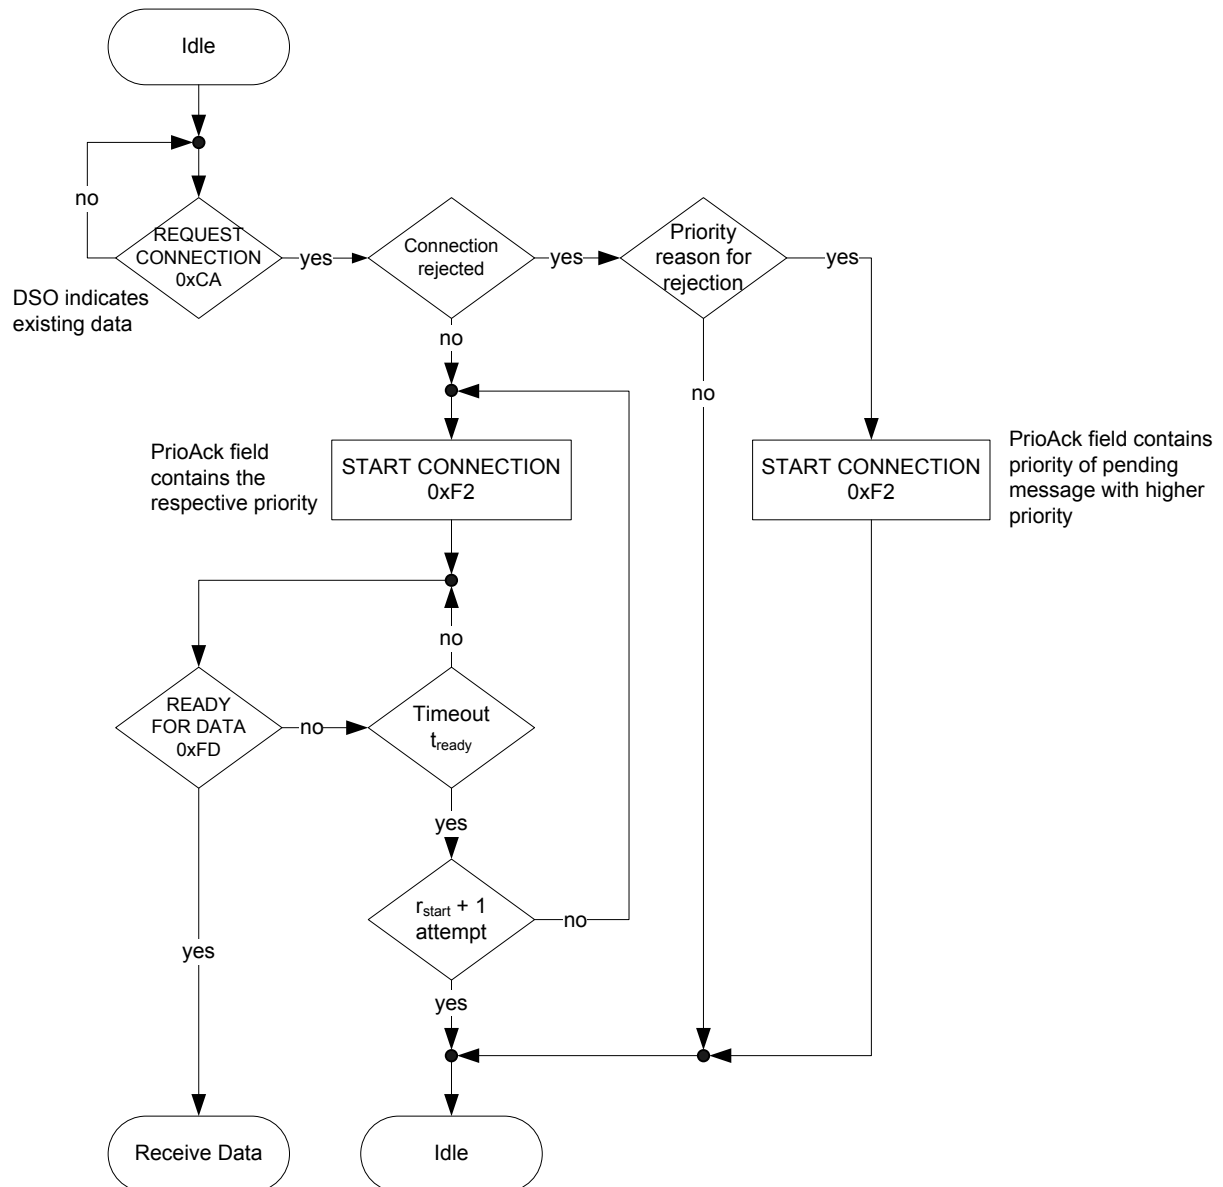 Idle
no
REQUEST
CONNECTION
0xCA
yes
Connection
rejected
yes
Priority
reason for
rejection
yes
DSO indicates
existing data
no
no
PrioAck field
contains the
respective priority
START CONNECTION
0xF2
START CONNECTION
0xF2
PrioAck field contains
priority of pending
message with higher
priority
no
READY
FOR DATA
0xFD
no
Timeout
tready
yes
rstart + 1
attempt
no
yes
yes
Receive Data
Idle